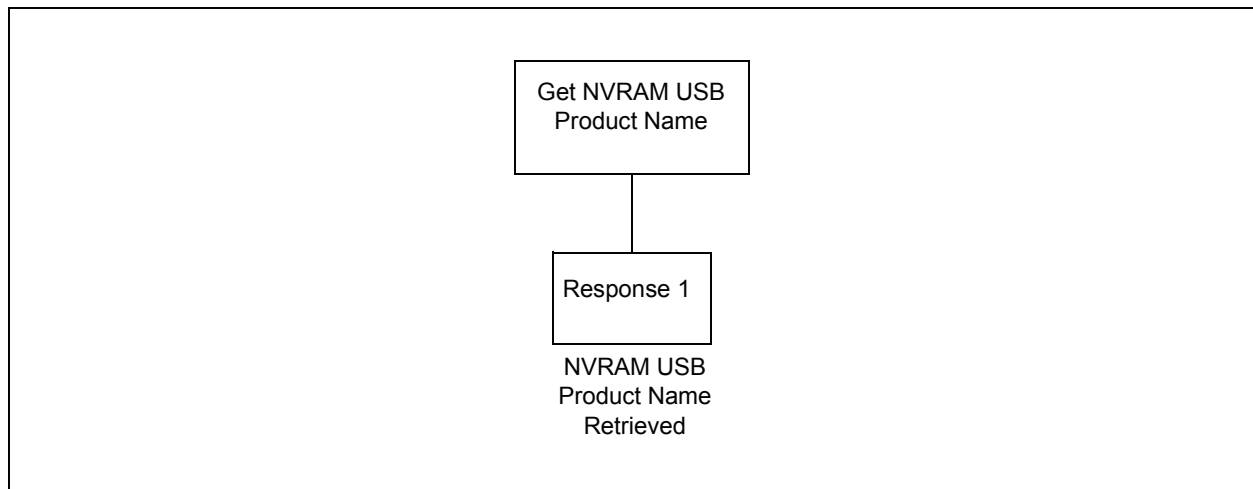 Get NVRAM USB
Product Name
Response 1
NVRAM USB
Product Name
Retrieved